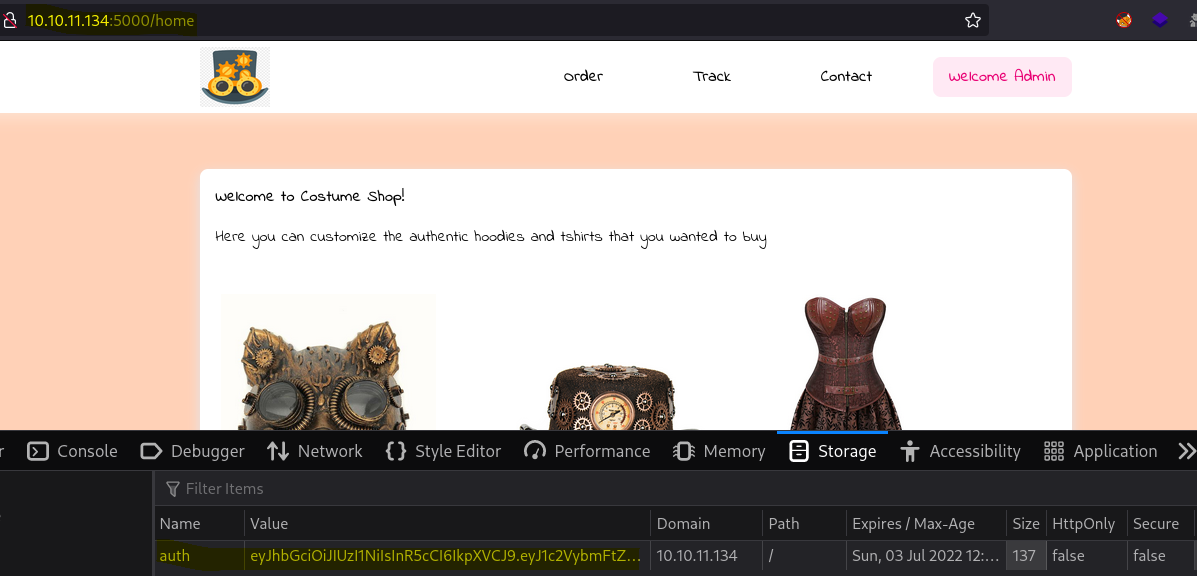 10.10.11.134:5000/home
Order Track Contact Welcome Admin
Welcome to Costume Shop!
Here you can customize the authentic hoodies and tshirts that you wanted to buy
Console Debugger Network Style Editor Performance Memory Storage Accessibility Application
Filter Items
Name Value Domain Path Expires / Max-Age Size HttpOnly Secure
auth eyJhbGciOiJIUzI1NiIsInR5cCI6IkpXVCJ9.eyJ1c2VybmFtZ… 10.10.11.134 / Sun, 03 Jul 2022 12:… 137 false false